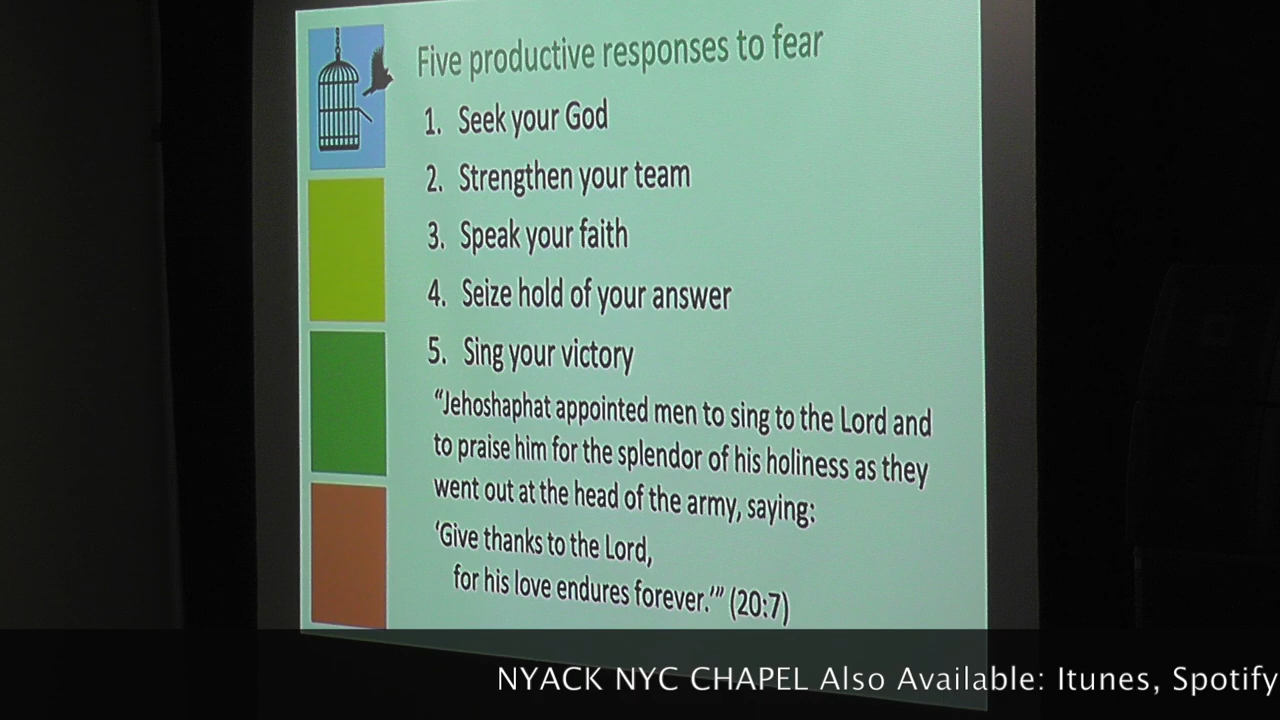 Five productive responses to fear
1. Seek your God
2. Strengthen your team
3. Speak your faith
4. Seize hold of your answer
5. Sing your victory
“Jehoshaphat appointed men to sing to the Lord and
to praise him for the splendor of his holiness as they
went out at the head of the army, saying:
‘Give thanks to the Lord,
for his love endures forever.’” (20:7)
NYACK NYC CHAPEL Also Available: Itunes, Spotify